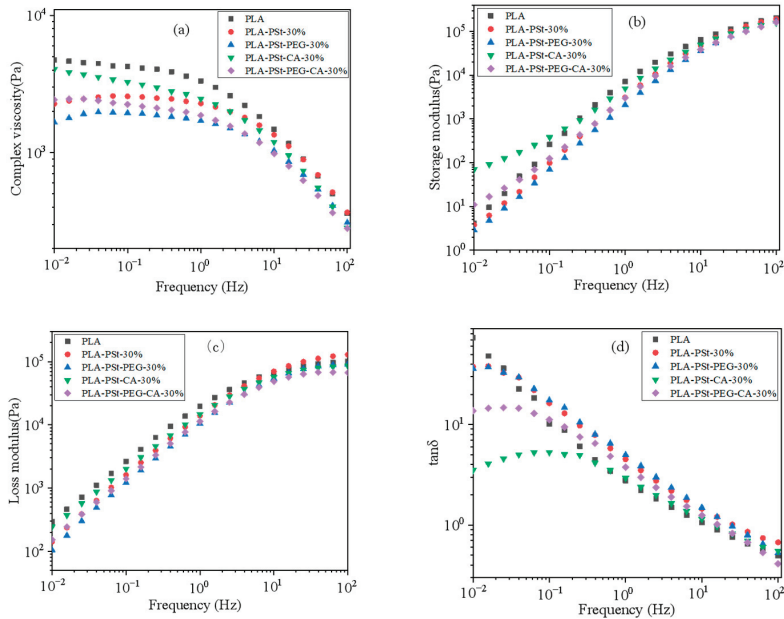 (a)
PLA
PLA-PSt-30%
PLA-PSt-PEG-30%
PLA-PSt-CA-30%
PLA-PSt-PEG-CA-30%
Complex viscosity(Pa)
10⁴
10³
10⁻² 10⁻¹ 10⁰ 10¹ 10²
Frequency (Hz)
(b)
PLA
PLA-PSt-30%
PLA-PSt-PEG-30%
PLA-PSt-CA-30%
PLA-PSt-PEG-CA-30%
Storage modulus(Pa)
10⁵
10⁴
10³
10²
10¹
10⁰
10⁻² 10⁻¹ 10⁰ 10¹ 10²
Frequency (Hz)
(c)
PLA
PLA-PSt-30%
PLA-PSt-PEG-30%
PLA-PSt-CA-30%
PLA-PSt-PEG-CA-30%
Loss modulus(Pa)
10⁵
10⁴
10³
10²
10⁻² 10⁻¹ 10⁰ 10¹ 10²
Frequency (Hz)
(d)
PLA
PLA-PSt-30%
PLA-PSt-PEG-30%
PLA-PSt-CA-30%
PLA-PSt-PEG-CA-30%
tanδ
10¹
10⁰
10⁻² 10⁻¹ 10⁰ 10¹ 10²
Frequency (Hz)